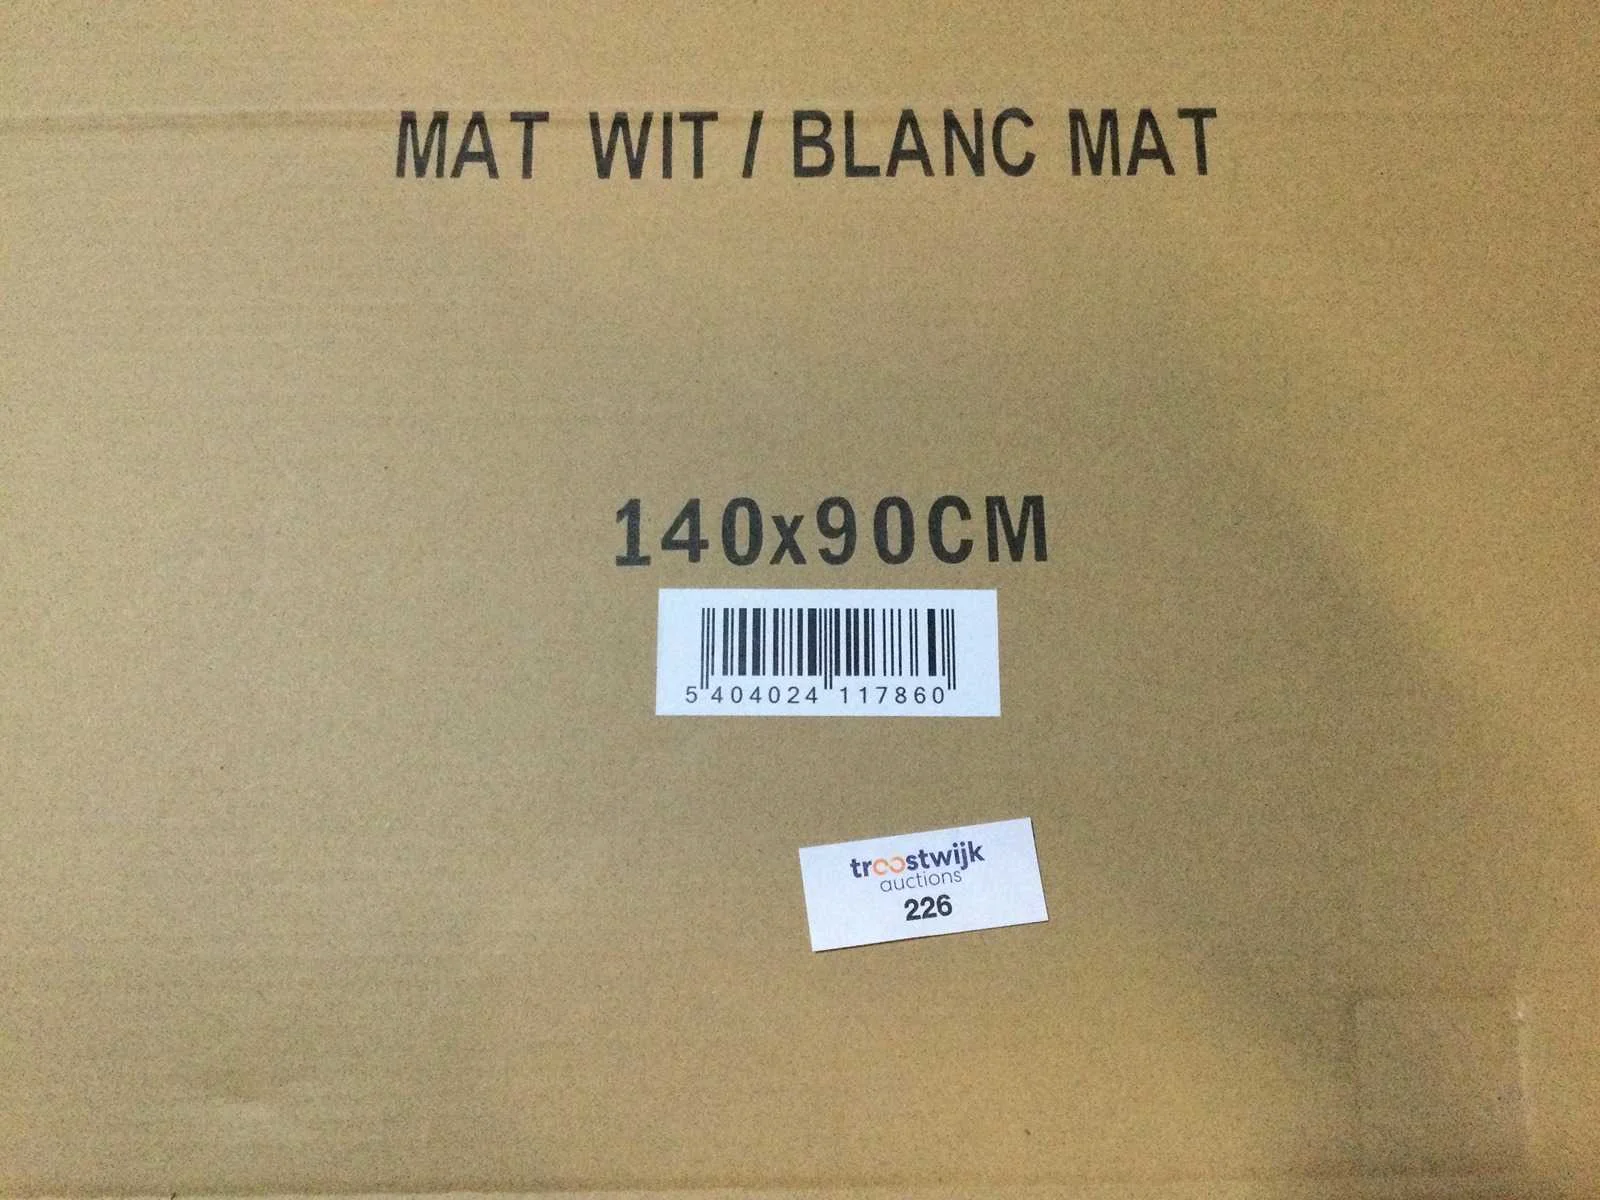 MAT WIT / BLANC MAT
140x90CM
5 404024 117860
troostwijk
auctions
226